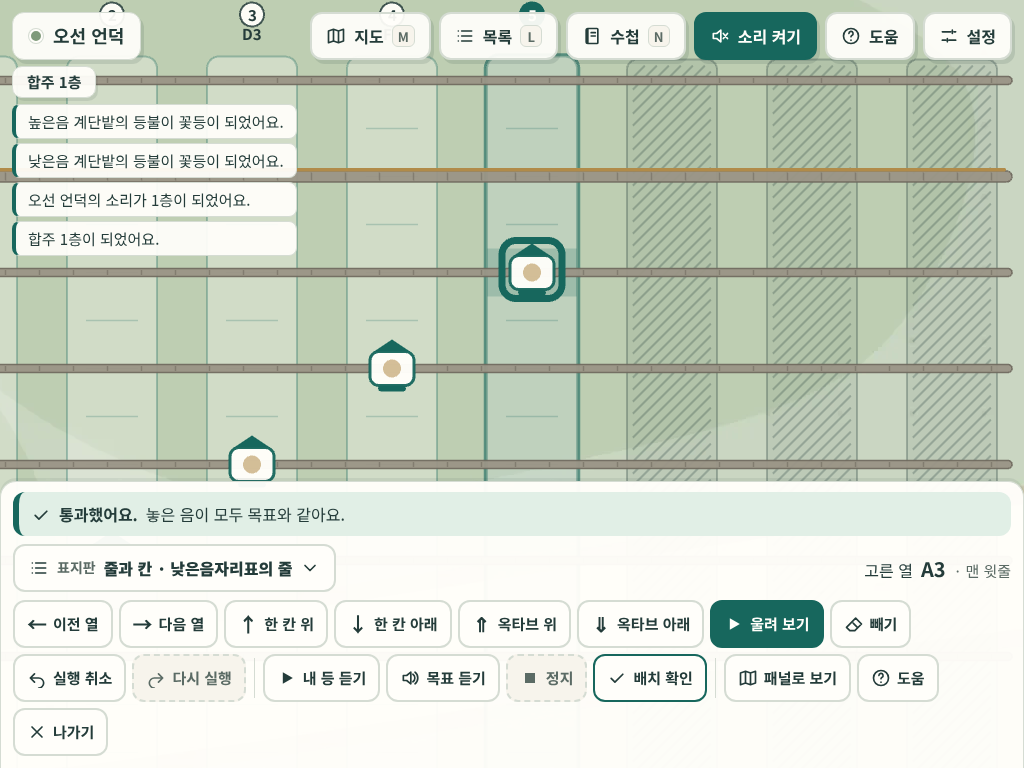 오선 언덕
2
3
D3
4
5
지도 M
목록 L
수첩 N
소리 켜기
도움
설정
합주 1층
높은음 계단밭의 등불이 꽃등이 되었어요.
낮은음 계단밭의 등불이 꽃등이 되었어요.
오선 언덕의 소리가 1층이 되었어요.
합주 1층이 되었어요.
통과했어요. 놓은 음이 모두 목표와 같아요.
표지판 줄과 칸 · 낮은음자리표의 줄
고른 열 A3 · 맨 윗줄
← 이전 열
→ 다음 열
↑ 한 칸 위
↓ 한 칸 아래
⇑ 옥타브 위
⇓ 옥타브 아래
울려 보기
빼기
실행 취소
다시 실행
내 등 듣기
목표 듣기
정지
배치 확인
패널로 보기
도움
나가기